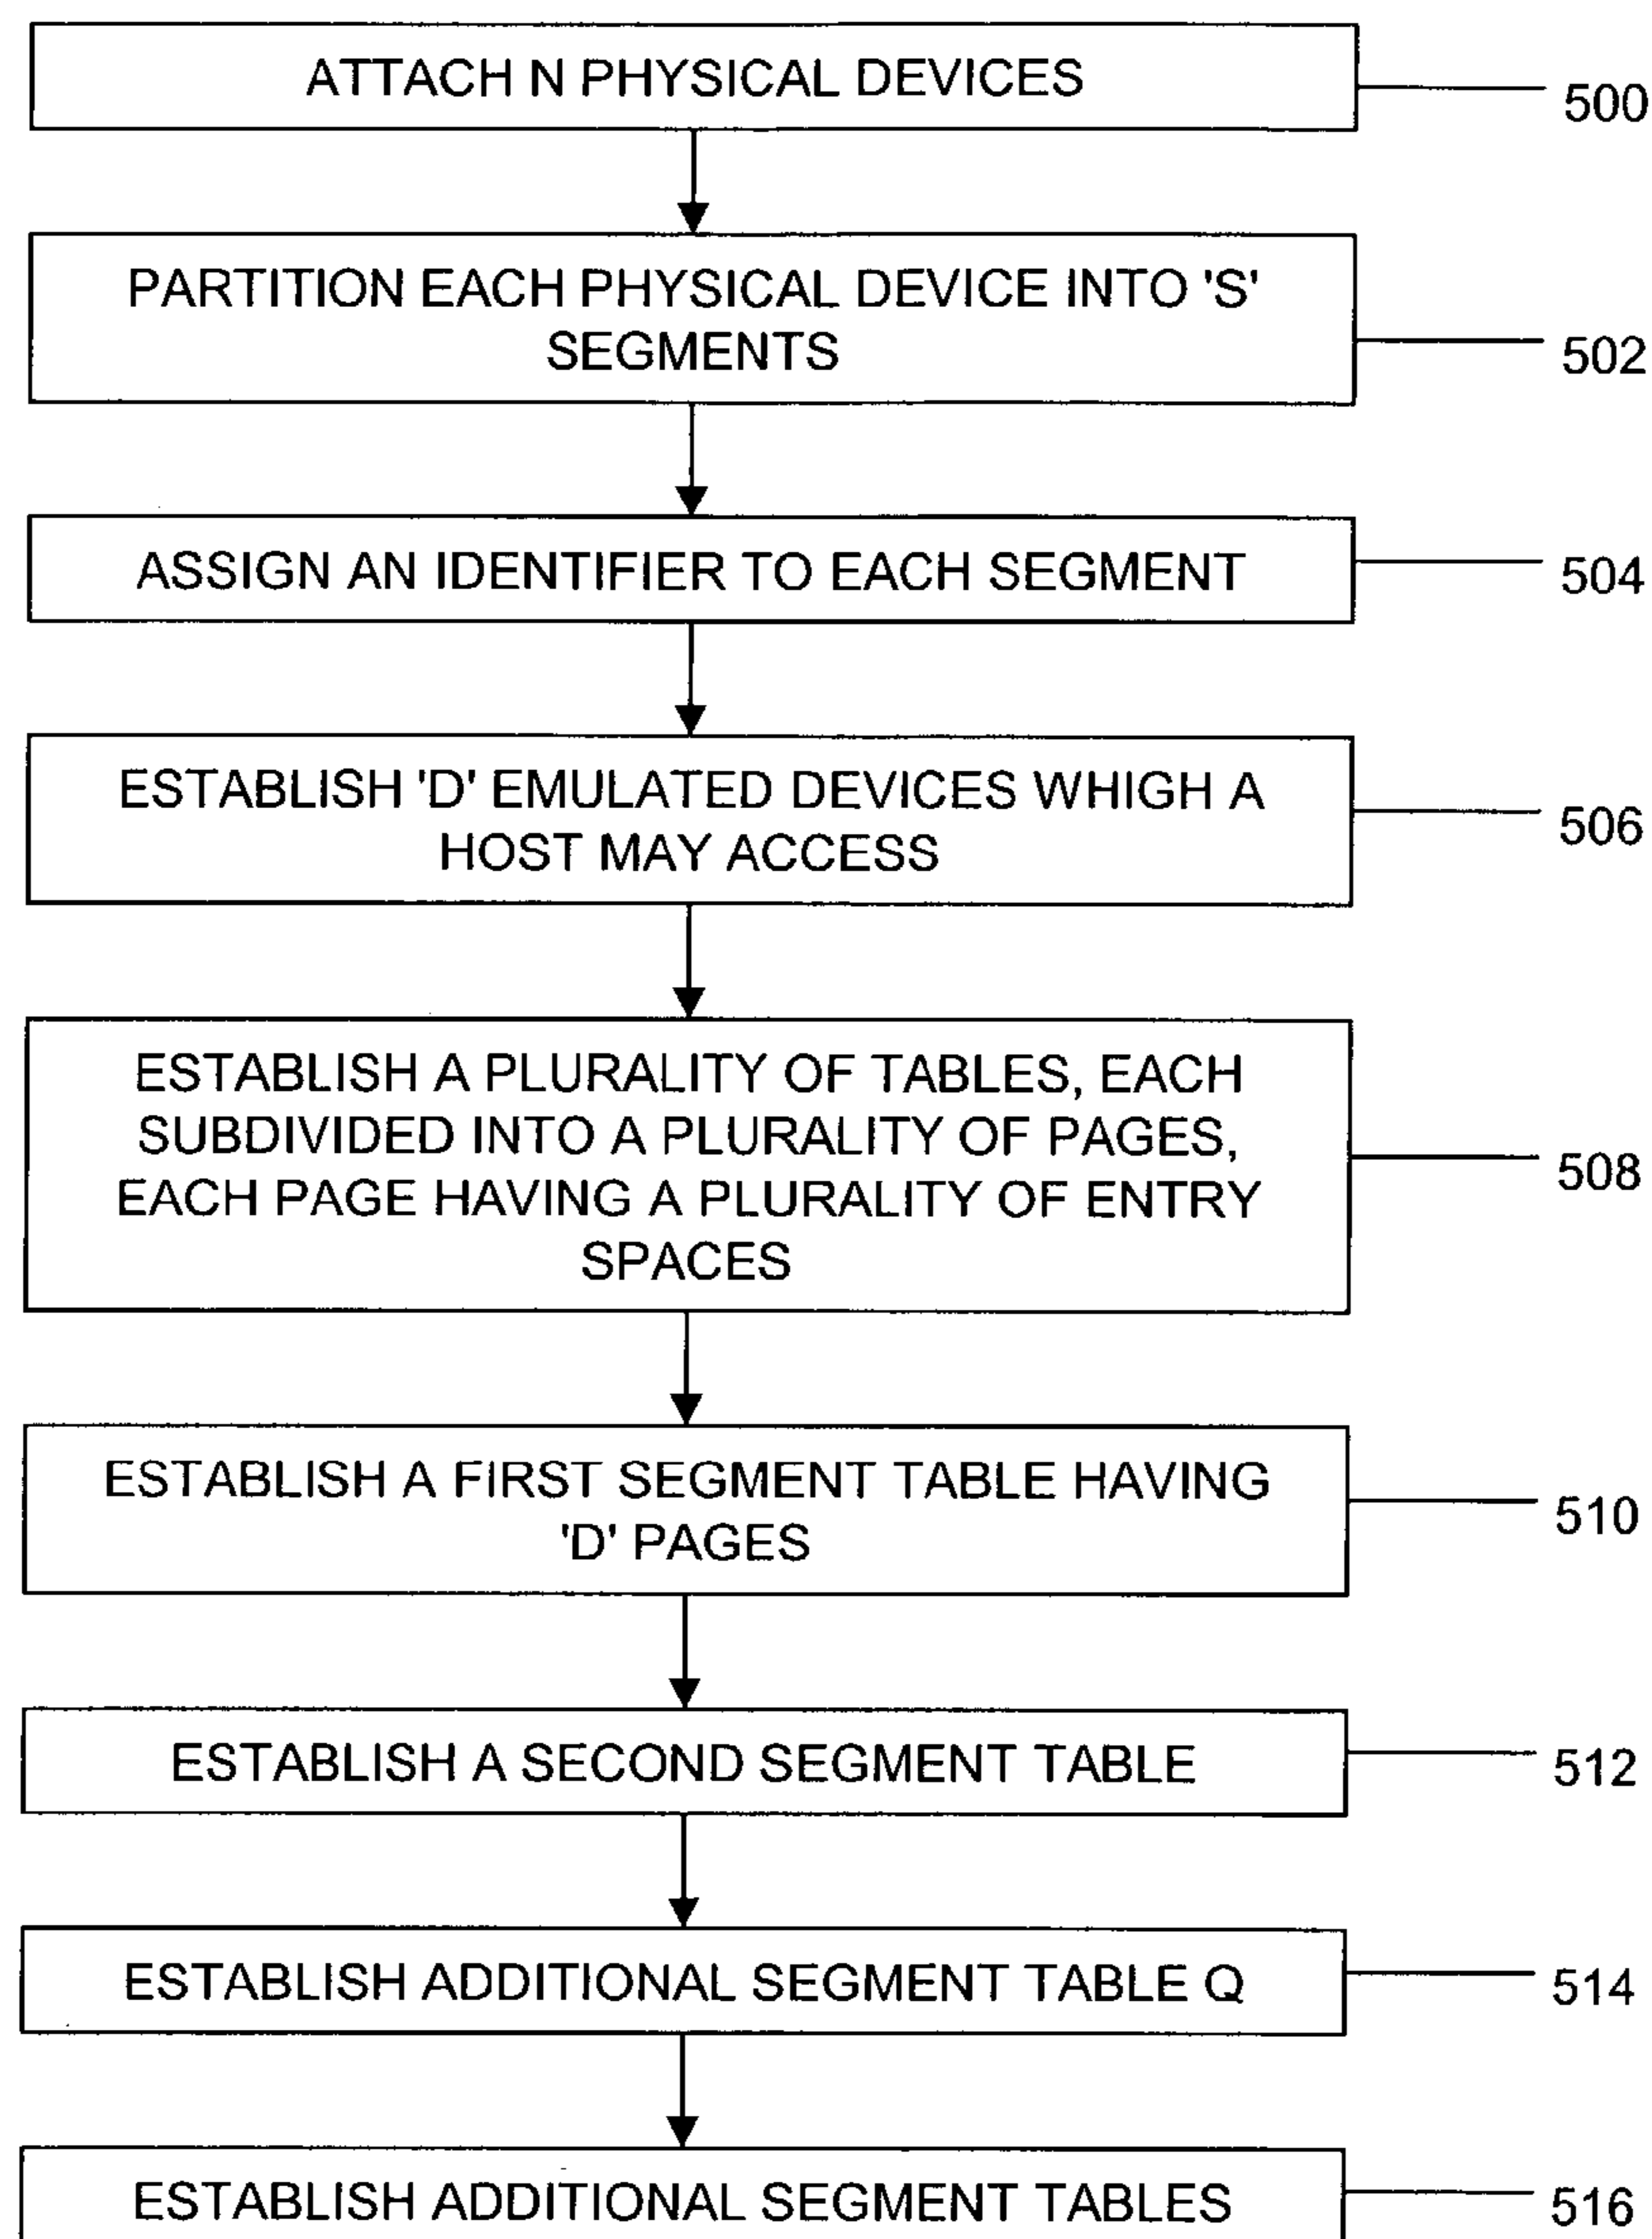 ATTACH N PHYSICAL DEVICES
500
PARTITION EACH PHYSICAL DEVICE INTO 'S'
SEGMENTS
502
ASSIGN AN IDENTIFIER TO EACH SEGMENT
504
ESTABLISH 'D' EMULATED DEVICES WHIGH A
HOST MAY ACCESS
506
ESTABLISH A PLURALITY OF TABLES, EACH
SUBDIVIDED INTO A PLURALITY OF PAGES,
EACH PAGE HAVING A PLURALITY OF ENTRY
SPACES
508
ESTABLISH A FIRST SEGMENT TABLE HAVING
'D' PAGES
510
ESTABLISH A SECOND SEGMENT TABLE
512
ESTABLISH ADDITIONAL SEGMENT TABLE Q
514
ESTABLISH ADDITIONAL SEGMENT TABLES
516